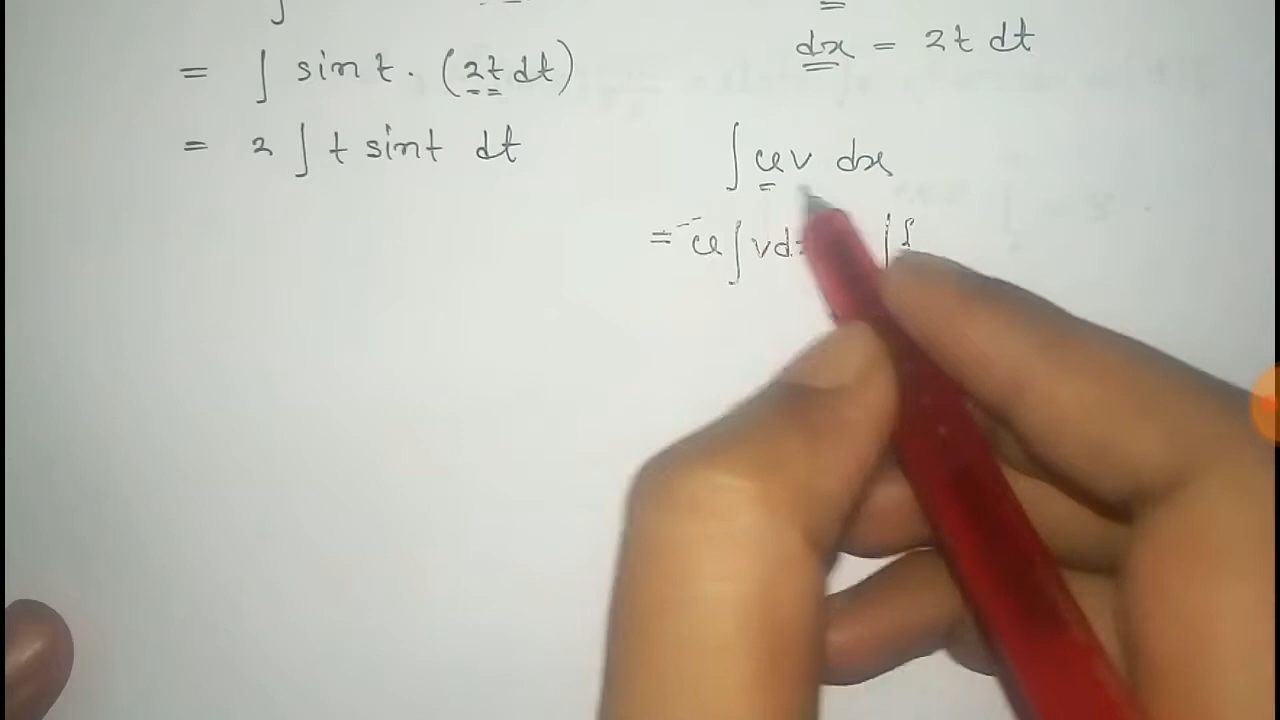 = ∫ sin t. (2t dt)
dx = 2t dt
= 2 ∫ t sin t dt
∫ uv dx
= u ∫ v d